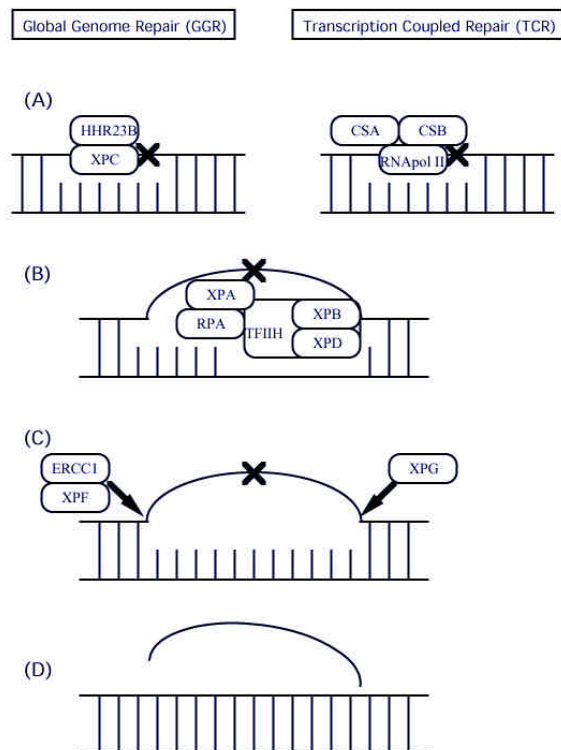 Global Genome Repair (GGR)
Transcription Coupled Repair (TCR)
(A)
HHR23B
XPC
CSA
CSB
RNApol II
(B)
XPA
RPA
TFIIH
XPB
XPD
(C)
ERCC1
XPF
XPG
(D)